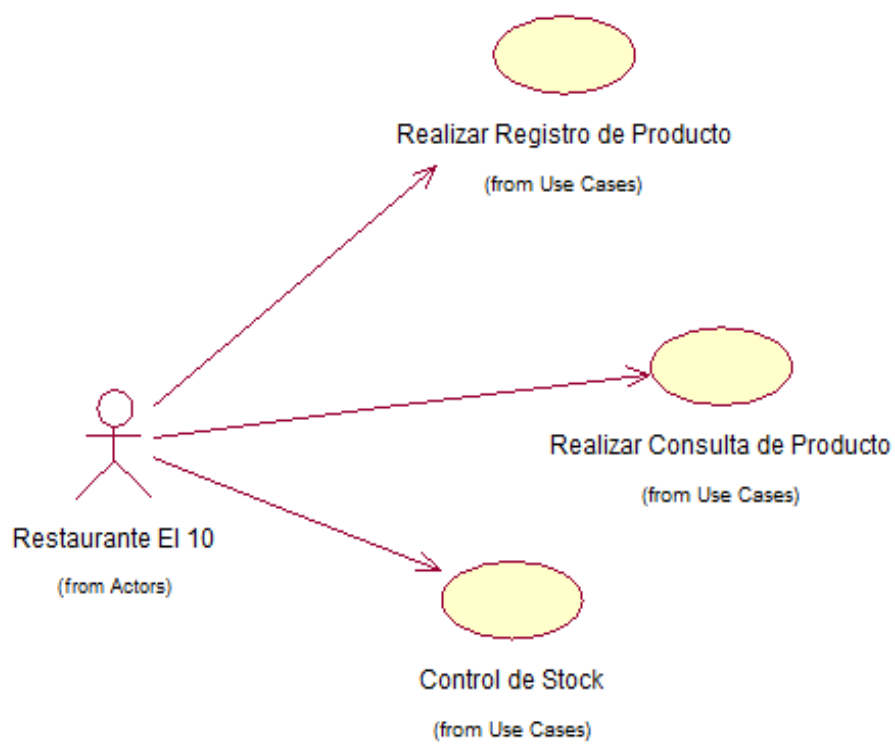 Realizar Registro de Producto
(from Use Cases)
Realizar Consulta de Producto
(from Use Cases)
Restaurante El 10
(from Actors)
Control de Stock
(from Use Cases)